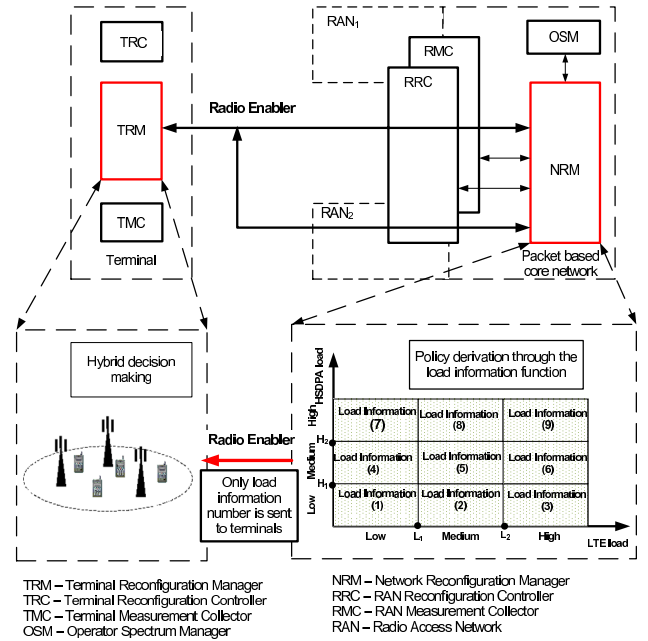 TRC
RAN1
RMC
OSM
RRC
Radio Enabler
TRM
NRM
TMC
RAN2
Terminal
Packet based
core network
Hybrid decision
making
Policy derivation through the
load information function
HSDPA load
High
Medium
Low
H2
H1
Load Information
(7)
Load Information
(8)
Load Information
(9)
Load Information
(4)
Load Information
(5)
Load Information
(6)
Load Information
(1)
Load Information
(2)
Load Information
(3)
Radio Enabler
Only load
information
number is sent
to terminals
Low
L1
Medium
L2
High
LTE load
TRM – Terminal Reconfiguration Manager
TRC – Terminal Reconfiguration Controller
TMC – Terminal Measurement Collector
OSM – Operator Spectrum Manager
NRM – Network Reconfiguration Manager
RRC – RAN Reconfiguration Controller
RMC – RAN Measurement Collector
RAN – Radio Access Network